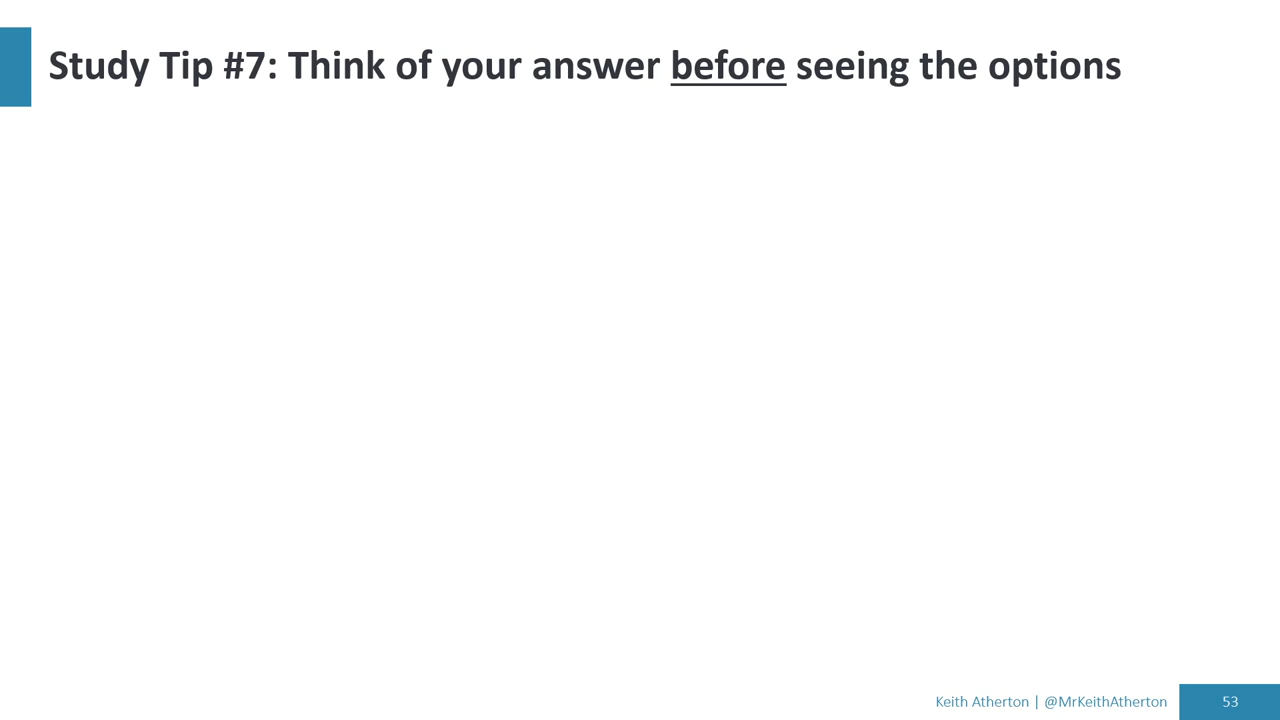 Study Tip #7: Think of your answer before seeing the options
Keith Atherton | @MrKeithAtherton
53